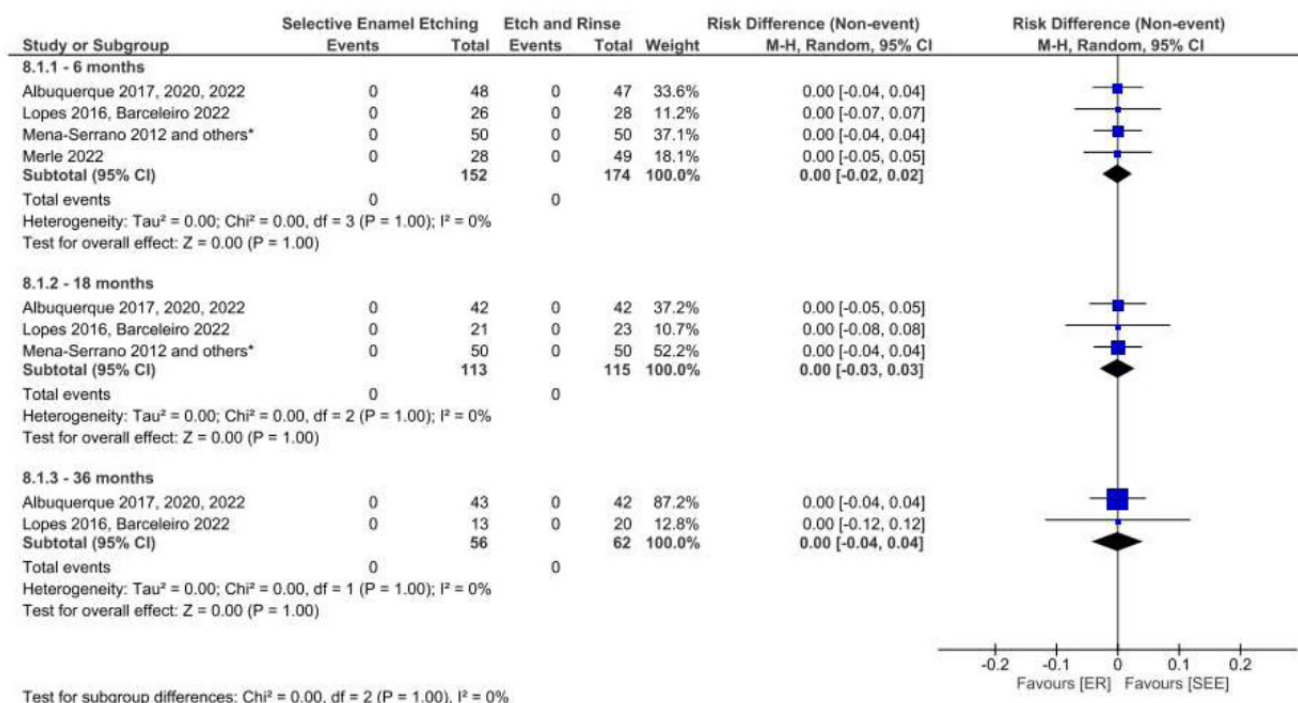 Selective Enamel Etching Etch and Rinse Risk Difference (Non-event) Risk Difference (Non-event)
Study or Subgroup Events Total Events Total Weight M-H, Random, 95% CI M-H, Random, 95% CI
8.1.1 - 6 months
Albuquerque 2017, 2020, 2022 0 48 0 47 33.6% 0.00 [-0.04, 0.04]
Lopes 2016, Barceleiro 2022 0 26 0 28 11.2% 0.00 [-0.07, 0.07]
Mena-Serrano 2012 and others* 0 50 0 50 37.1% 0.00 [-0.04, 0.04]
Merle 2022 0 28 0 49 18.1% 0.00 [-0.05, 0.05]
Subtotal (95% CI) 152 174 100.0% 0.00 [-0.02, 0.02]
Total events 0 0
Heterogeneity: Tau² = 0.00; Chi² = 0.00, df = 3 (P = 1.00); I² = 0%
Test for overall effect: Z = 0.00 (P = 1.00)
8.1.2 - 18 months
Albuquerque 2017, 2020, 2022 0 42 0 42 37.2% 0.00 [-0.05, 0.05]
Lopes 2016, Barceleiro 2022 0 21 0 23 10.7% 0.00 [-0.08, 0.08]
Mena-Serrano 2012 and others* 0 50 0 50 52.2% 0.00 [-0.04, 0.04]
Subtotal (95% CI) 113 115 100.0% 0.00 [-0.03, 0.03]
Total events 0 0
Heterogeneity: Tau² = 0.00; Chi² = 0.00, df = 2 (P = 1.00); I² = 0%
Test for overall effect: Z = 0.00 (P = 1.00)
8.1.3 - 36 months
Albuquerque 2017, 2020, 2022 0 43 0 42 87.2% 0.00 [-0.04, 0.04]
Lopes 2016, Barceleiro 2022 0 13 0 20 12.8% 0.00 [-0.12, 0.12]
Subtotal (95% CI) 56 62 100.0% 0.00 [-0.04, 0.04]
Total events 0 0
Heterogeneity: Tau² = 0.00; Chi² = 0.00, df = 1 (P = 1.00); I² = 0%
Test for overall effect: Z = 0.00 (P = 1.00)
-0.2 -0.1 0 0.1 0.2
Favours [ER] Favours [SEE]
Test for subgroup differences: Chi² = 0.00, df = 2 (P = 1.00), I² = 0%